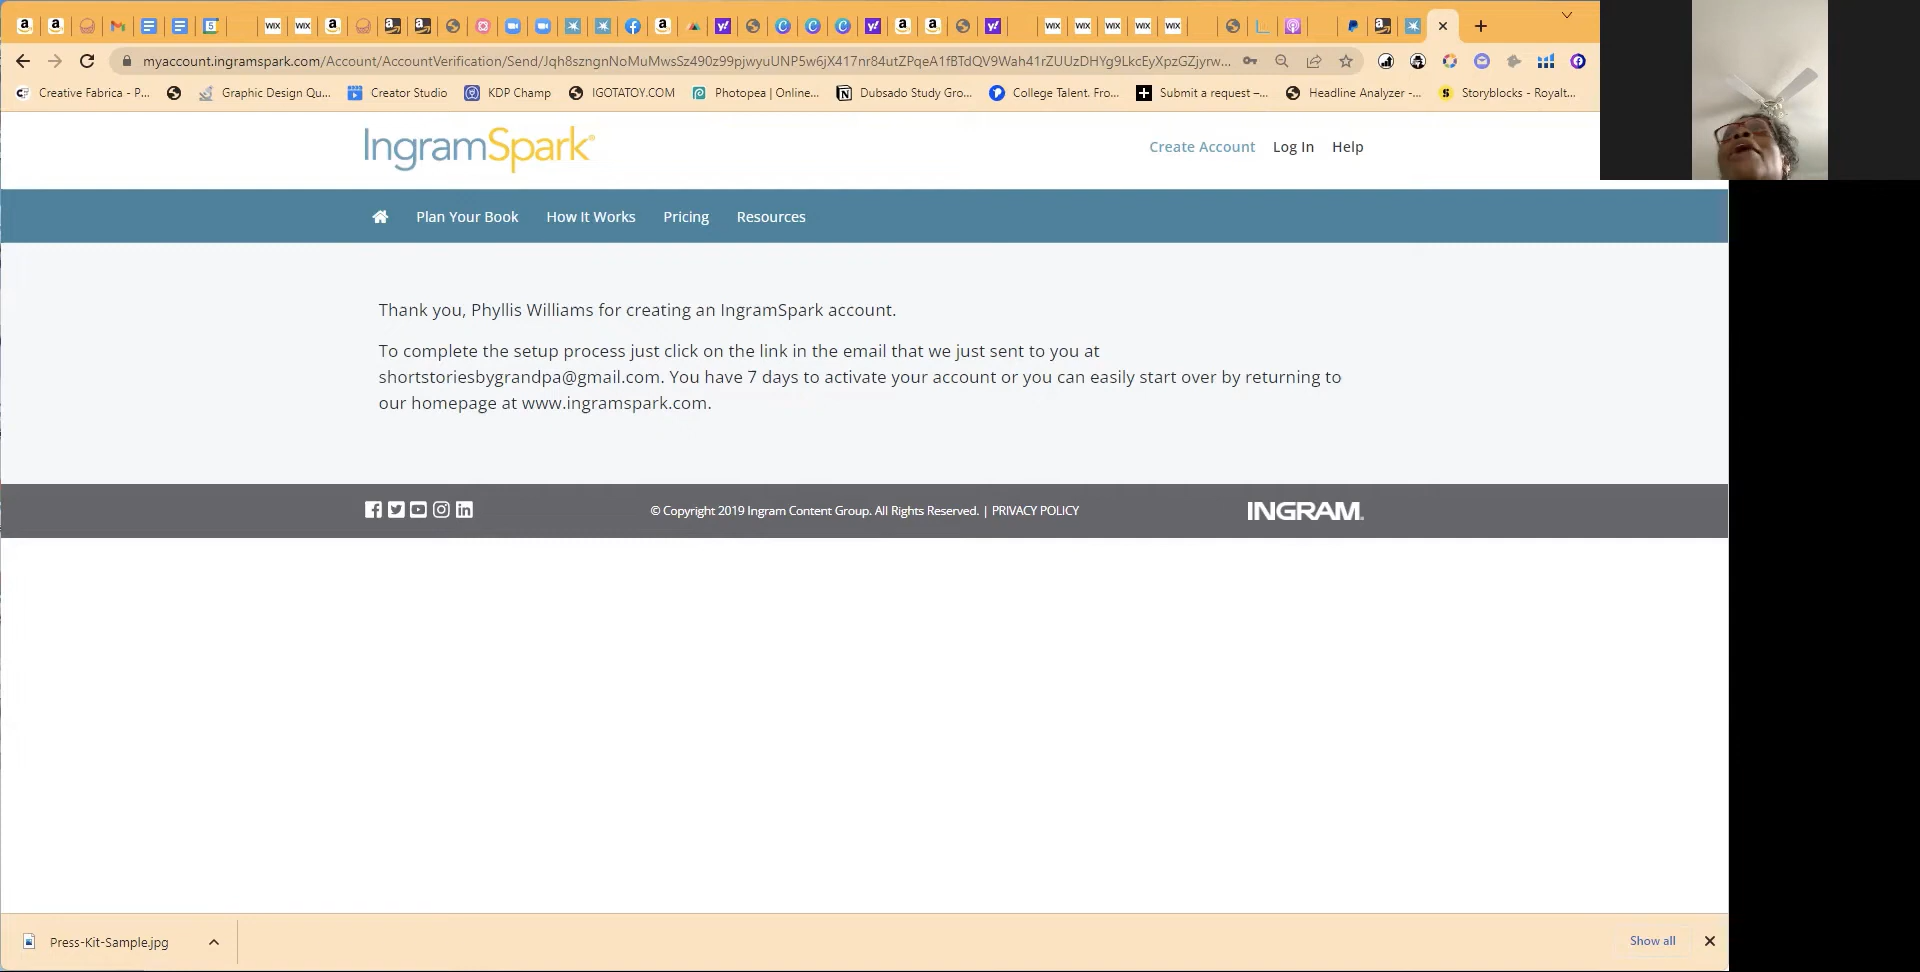 myaccount.ingramspark.com/Account/AccountVerification/Send/Jqh8szngnNoMuMwsSz490z99pjwyuUNP5w6jX417nr84utZPqeA1fBTdQV9Wah41rZUUzDHYg9LkcEyXpzGZjyrw...
Creative Fabrica - P... Graphic Design Qu... Creator Studio KDP Champ IGOTATOY.COM Photopea | Online... Dubsado Study Gro... College Talent. Fro... Submit a request –... Headline Analyzer -... Storyblocks - Royalt...
IngramSpark®
Create Account Log In Help
Plan Your Book How It Works Pricing Resources
Thank you, Phyllis Williams for creating an IngramSpark account.
To complete the setup process just click on the link in the email that we just sent to you at
shortstoriesbygrandpa@gmail.com. You have 7 days to activate your account or you can easily start over by returning to
our homepage at www.ingramspark.com.
© Copyright 2019 Ingram Content Group. All Rights Reserved. | PRIVACY POLICY
INGRAM
Press-Kit-Sample.jpg
Show all